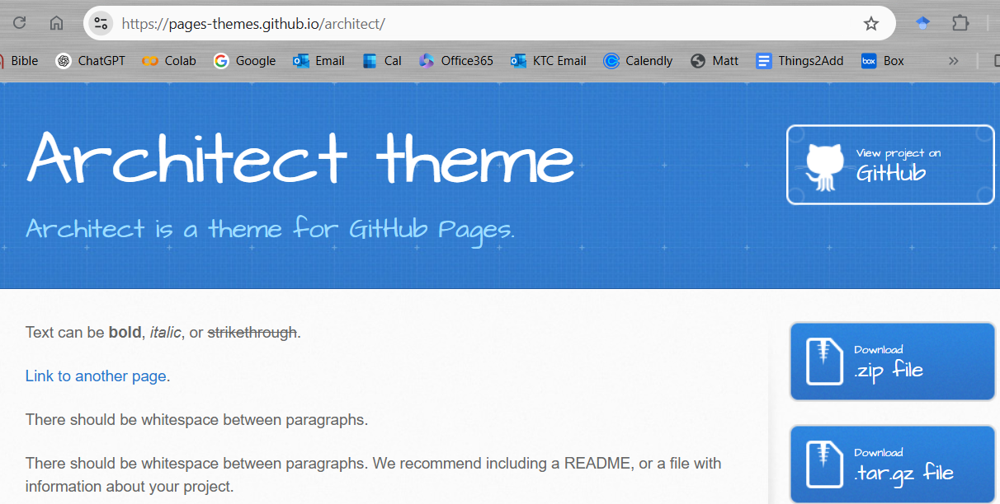 https://pages-themes.github.io/architect/
Bible ChatGPT Colab Google Email Cal Office365 KTC Email Calendly Matt Things2Add box Box »
Architect theme
View project on
GitHub
Architect is a theme for GitHub Pages.
Text can be bold, italic, or strikethrough.
Download
.zip file
Link to another page.
There should be whitespace between paragraphs.
Download
.tar.gz file
There should be whitespace between paragraphs. We recommend including a README, or a file with
information about your project.